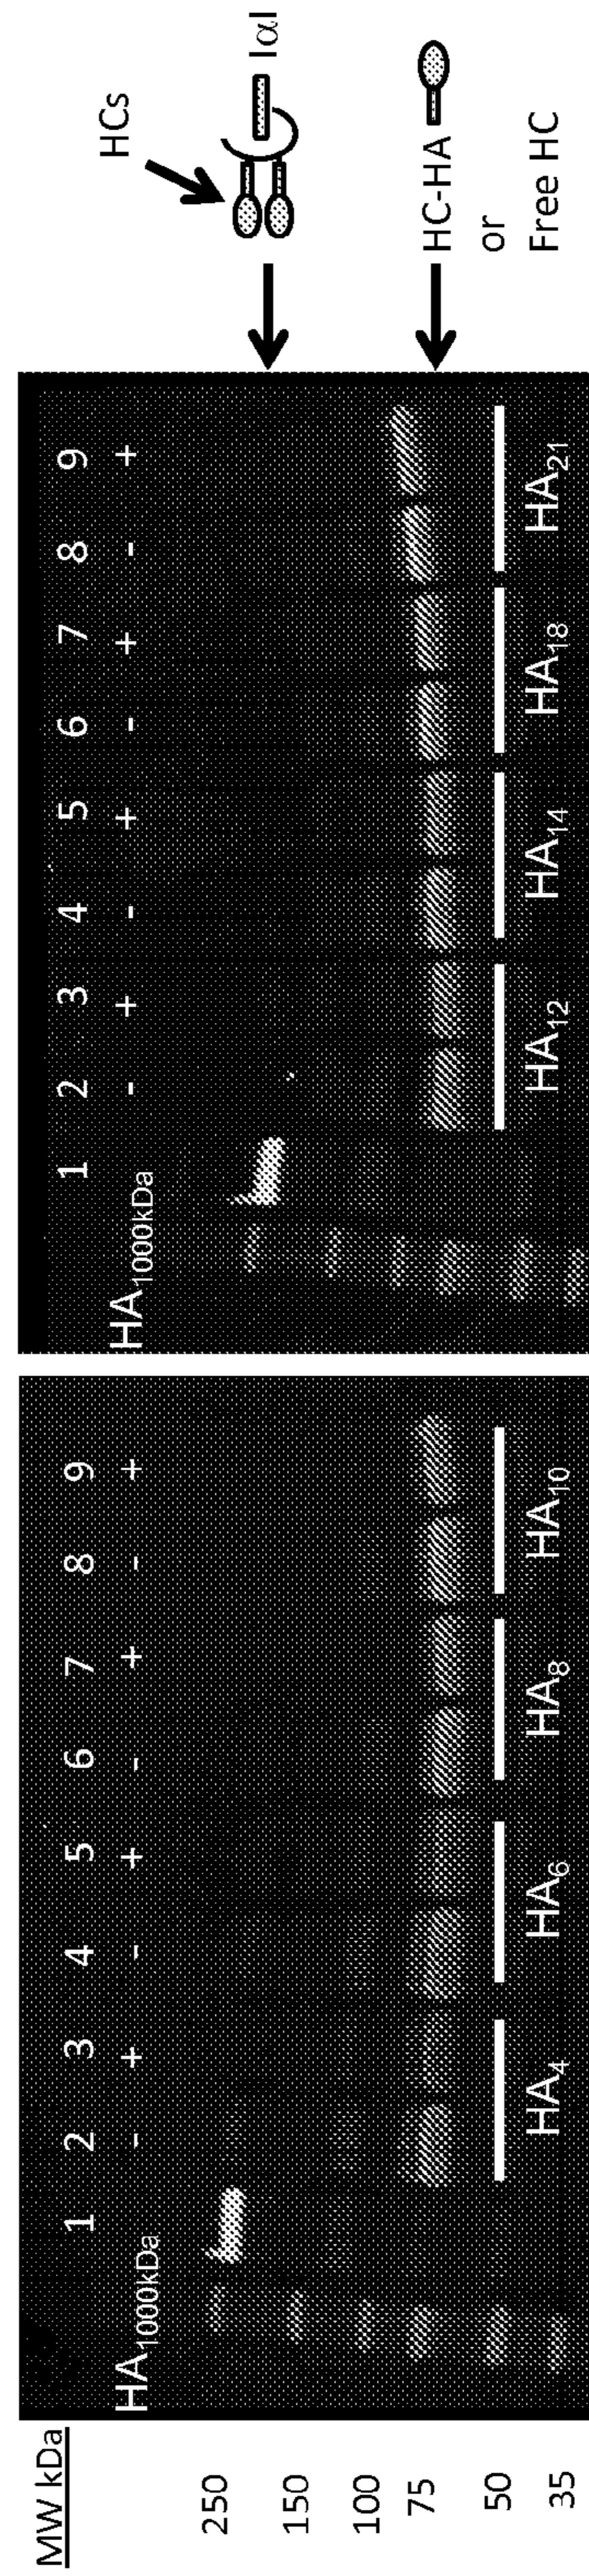 MW kDa
250
150
100
75
50
35
1 2 3 4 5 6 7 8 9
HA1000kDa - + - + - + - +
HA4 HA6 HA8 HA10
1 2 3 4 5 6 7 8 9
HA1000kDa - + - + - + - +
HA12 HA14 HA18 HA21
HCs
IαI
HC-HA
or
Free HC